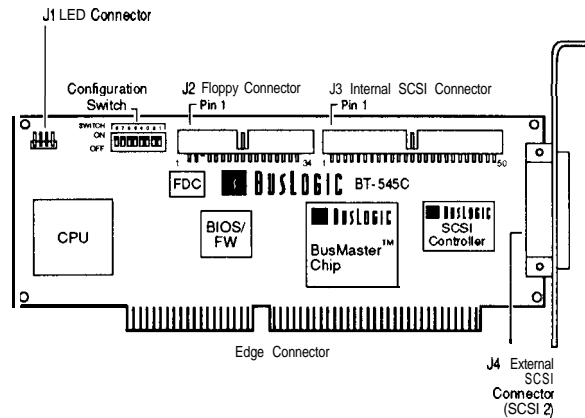 J1 LED Connector
Configuration
Switch
J2 Floppy Connector
Pin 1
J3 Internal SCSI Connector
Pin 1
SWITCH
ON
OFF
1
34
1
50
FDC
BUSLOGIC BT-545C
CPU
BIOS/
FW
BUSLOGIC
BusMaster™
Chip
BUSLOGIC
SCSI
Controller
Edge Connector
J4 External
SCSI
Connector
(SCSI 2)